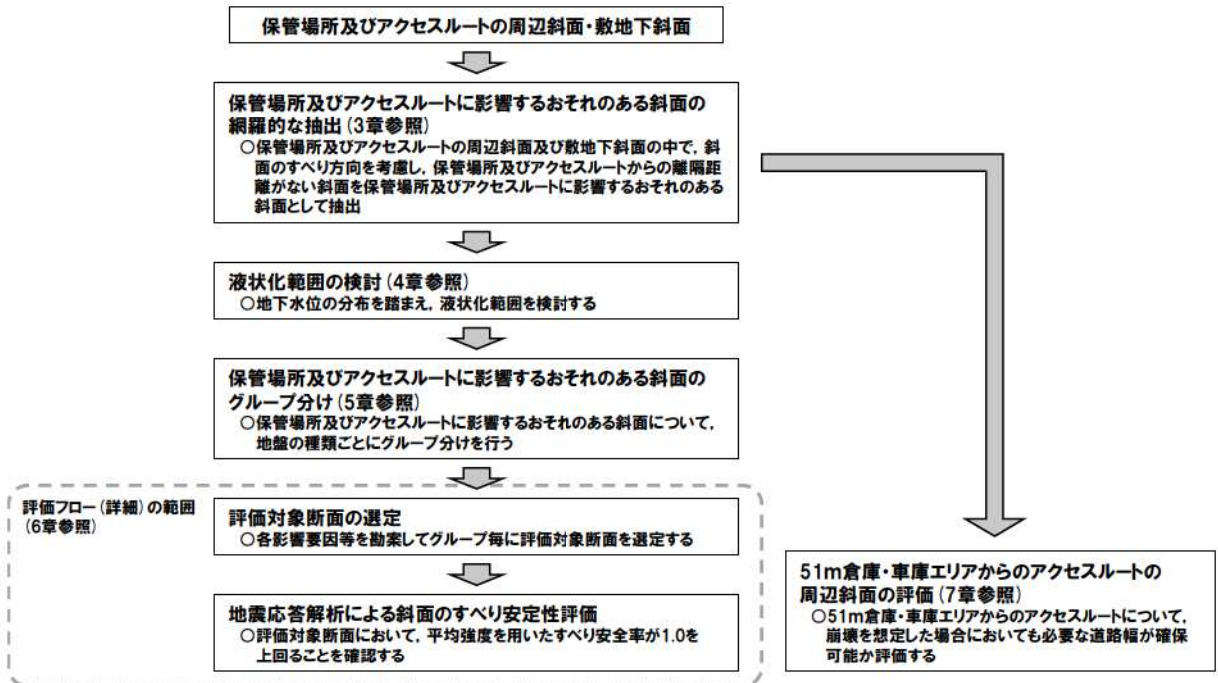 保管場所及びアクセスルートの周辺斜面・敷地下斜面
保管場所及びアクセスルートに影響するおそれのある斜面の
網羅的な抽出(3章参照)
○保管場所及びアクセスルートの周辺斜面及び敷地下斜面の中で，斜
面のすべり方向を考慮し，保管場所及びアクセスルートからの離隔距
離がない斜面を保管場所及びアクセスルートに影響するおそれのある
斜面として抽出
液状化範囲の検討(4章参照)
○地下水位の分布を踏まえ，液状化範囲を検討する
保管場所及びアクセスルートに影響するおそれのある斜面の
グループ分け(5章参照)
○保管場所及びアクセスルートに影響するおそれのある斜面について，
地盤の種類ごとにグループ分けを行う
評価フロー(詳細)の範囲
(6章参照)
評価対象断面の選定
○各影響要因等を勘案してグループ毎に評価対象断面を選定する
地震応答解析による斜面のすべり安定性評価
○評価対象断面において，平均強度を用いたすべり安全率が1.0を
上回ることを確認する
51m倉庫・車庫エリアからのアクセスルートの
周辺斜面の評価(7章参照)
○51m倉庫・車庫エリアからのアクセスルートについて，
崩壊を想定した場合においても必要な道路幅が確保
可能か評価する